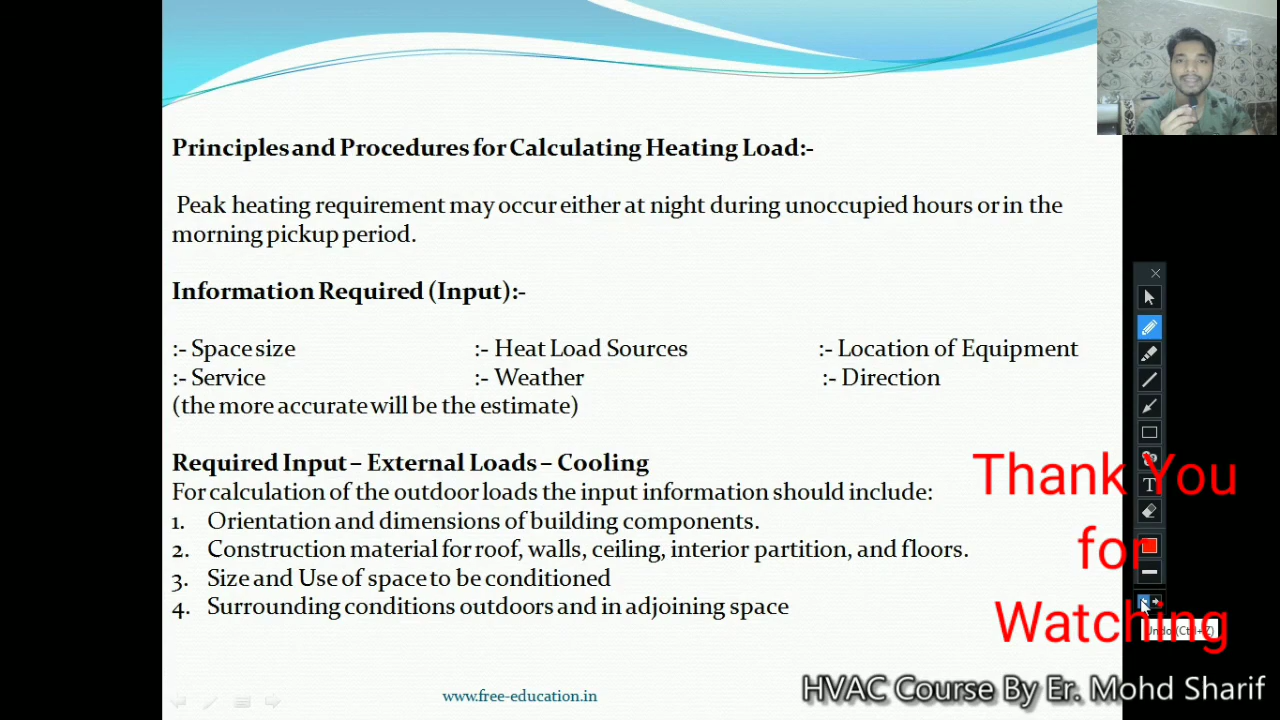 Principles and Procedures for Calculating Heating Load:-
Peak heating requirement may occur either at night during unoccupied hours or in the
morning pickup period.
Information Required (Input):-
:- Space size :- Heat Load Sources :- Location of Equipment
:- Service :- Weather :- Direction
(the more accurate will be the estimate)
Required Input – External Loads – Cooling
For calculation of the outdoor loads the input information should include:
1. Orientation and dimensions of building components.
2. Construction material for roof, walls, ceiling, interior partition, and floors.
3. Size and Use of space to be conditioned
4. Surrounding conditions outdoors and in adjoining space
Thank You
for
Watching
T
Undo (Ctrl+Z)
www.free-education.in
HVAC Course By Er. Mohd Sharif